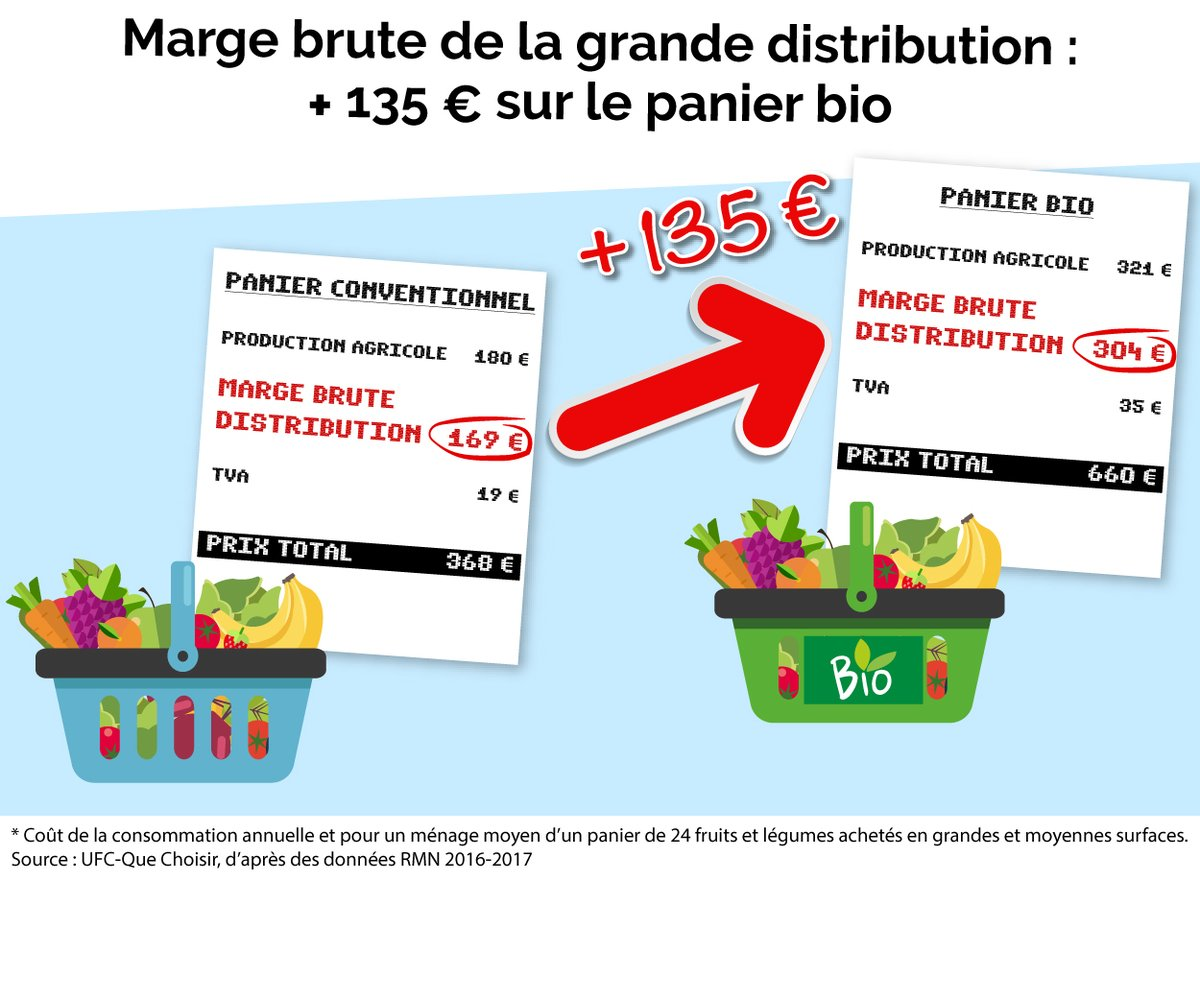 Marge brute de la grande distribution :
+ 135 € sur le panier bio
+135 €
PANIER CONVENTIONNEL
PRODUCTION AGRICOLE 180 €
MARGE BRUTE
DISTRIBUTION 169 €
TVA 19 €
PRIX TOTAL 368 €
PANIER BIO
PRODUCTION AGRICOLE 321 €
MARGE BRUTE
DISTRIBUTION 304 €
TVA 35 €
PRIX TOTAL 660 €
Bio
* Coût de la consommation annuelle et pour un ménage moyen d’un panier de 24 fruits et légumes achetés en grandes et moyennes surfaces.
Source : UFC-Que Choisir, d’après des données RMN 2016-2017